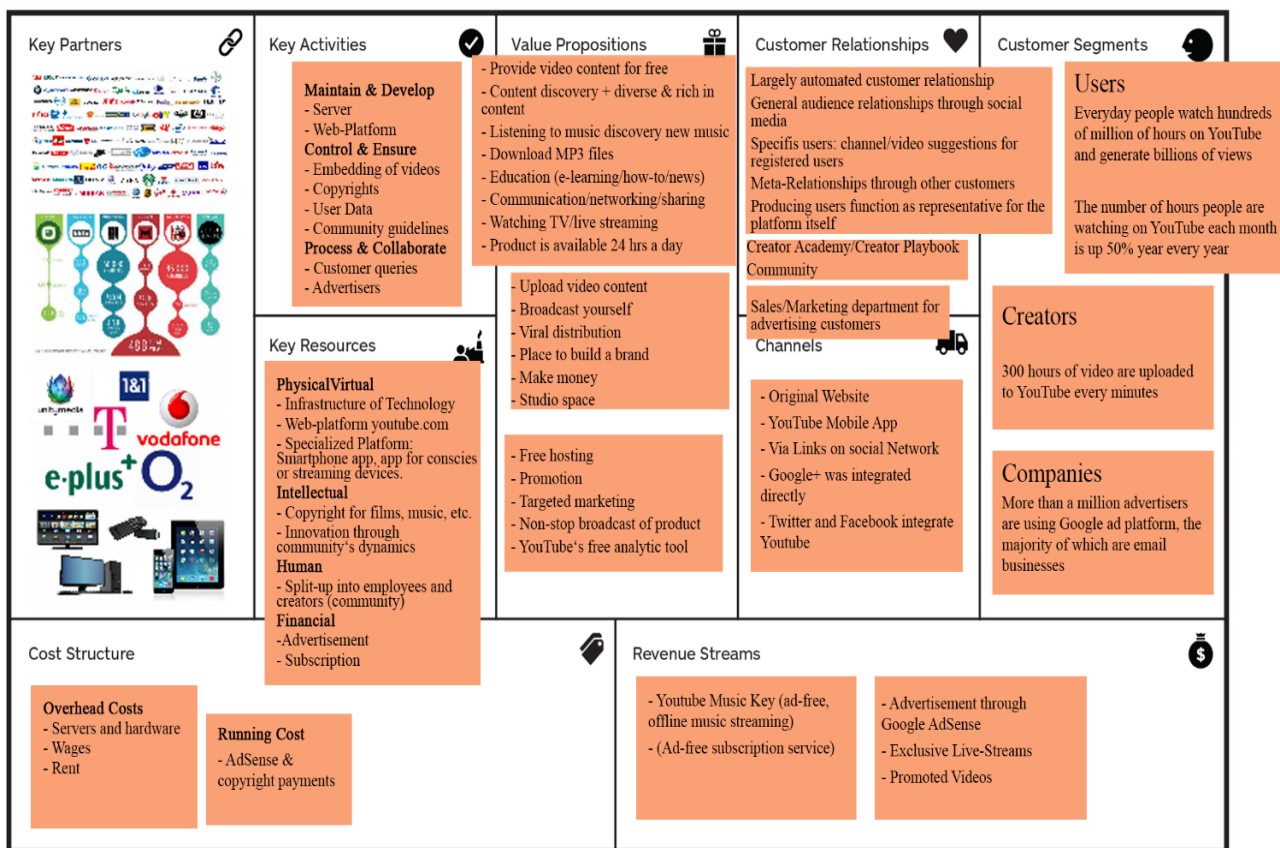 Key Partners
1&1
unitymedia
T
vodafone
e-plus+
O2
Key Activities
Maintain & Develop
- Server
- Web-Platform
Control & Ensure
- Embedding of videos
- Copyrights
- User Data
- Community guidelines
Process & Collaborate
- Customer queries
- Advertisers
Key Resources
PhysicalVirtual
- Infrastructure of Technology
- Web-platform youtube.com
- Specialized Platform:
Smartphone app, app for conscies
or streaming devices.
Intellectual
- Copyright for films, music, etc.
- Innovation through
community‘s dynamics
Human
- Split-up into employees and
creators (community)
Financial
-Advertisement
- Subscription
Value Propositions
- Provide video content for free
- Content discovery + diverse & rich in
content
- Listening to music discovery new music
- Download MP3 files
- Education (e-learning/how-to/news)
- Communication/networking/sharing
- Watching TV/live streaming
- Product is available 24 hrs a day
- Upload video content
- Broadcast yourself
- Viral distribution
- Place to build a brand
- Make money
- Studio space
- Free hosting
- Promotion
- Targeted marketing
- Non-stop broadcast of product
- YouTube‘s free analytic tool
Customer Relationships
Largely automated customer relationship
General audience relationships through social
media
Specifis users: channel/video suggestions for
registered users
Meta-Relationships through other customers
Producing users function as representative for the
platform itself
Creator Academy/Creator Playbook
Community
Sales/Marketing department for
advertising customers
Channels
- Original Website
- YouTube Mobile App
- Via Links on social Network
- Google+ was integrated
directly
- Twitter and Facebook integrate
Youtube
Customer Segments
Users
Everyday people watch hundreds
of million of hours on YouTube
and generate billions of views
The number of hours people are
watching on YouTube each month
is up 50% year every year
Creators
300 hours of video are uploaded
to YouTube every minutes
Companies
More than a million advertisers
are using Google ad platform, the
majority of which are email
businesses
Cost Structure
Overhead Costs
- Servers and hardware
- Wages
- Rent
Running Cost
- AdSense &
copyright payments
Revenue Streams
- Youtube Music Key (ad-free,
offline music streaming)
- (Ad-free subscription service)
- Advertisement through
Google AdSense
- Exclusive Live-Streams
- Promoted Videos
$